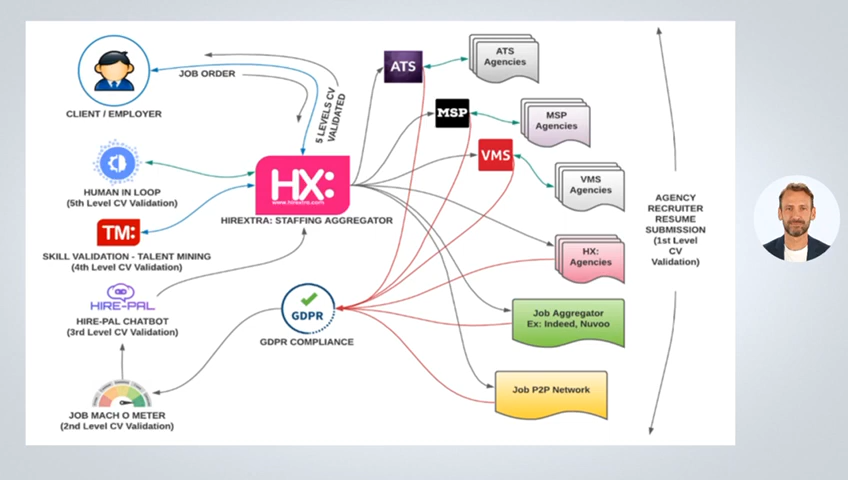 CLIENT / EMPLOYER
JOB ORDER
5 LEVELS CV
VALIDATED
HUMAN IN LOOP
(5th Level CV Validation)
TM:
SKILL VALIDATION - TALENT MINING
(4th Level CV Validation)
HIRE-PAL
HIRE-PAL CHATBOT
(3rd Level CV Validation)
JOB MACH O METER
(2nd Level CV Validation)
HX:
www.hirextra.com
HIREXTRA: STAFFING AGGREGATOR
GDPR
GDPR COMPLIANCE
ATS
MSP
VMS
ATS
Agencies
MSP
Agencies
VMS
Agencies
HX:
Agencies
Job Aggregator
Ex: Indeed, Nuvoo
Job P2P Network
AGENCY
RECRUITER
RESUME
SUBMISSION
(1st Level
CV
Validation)